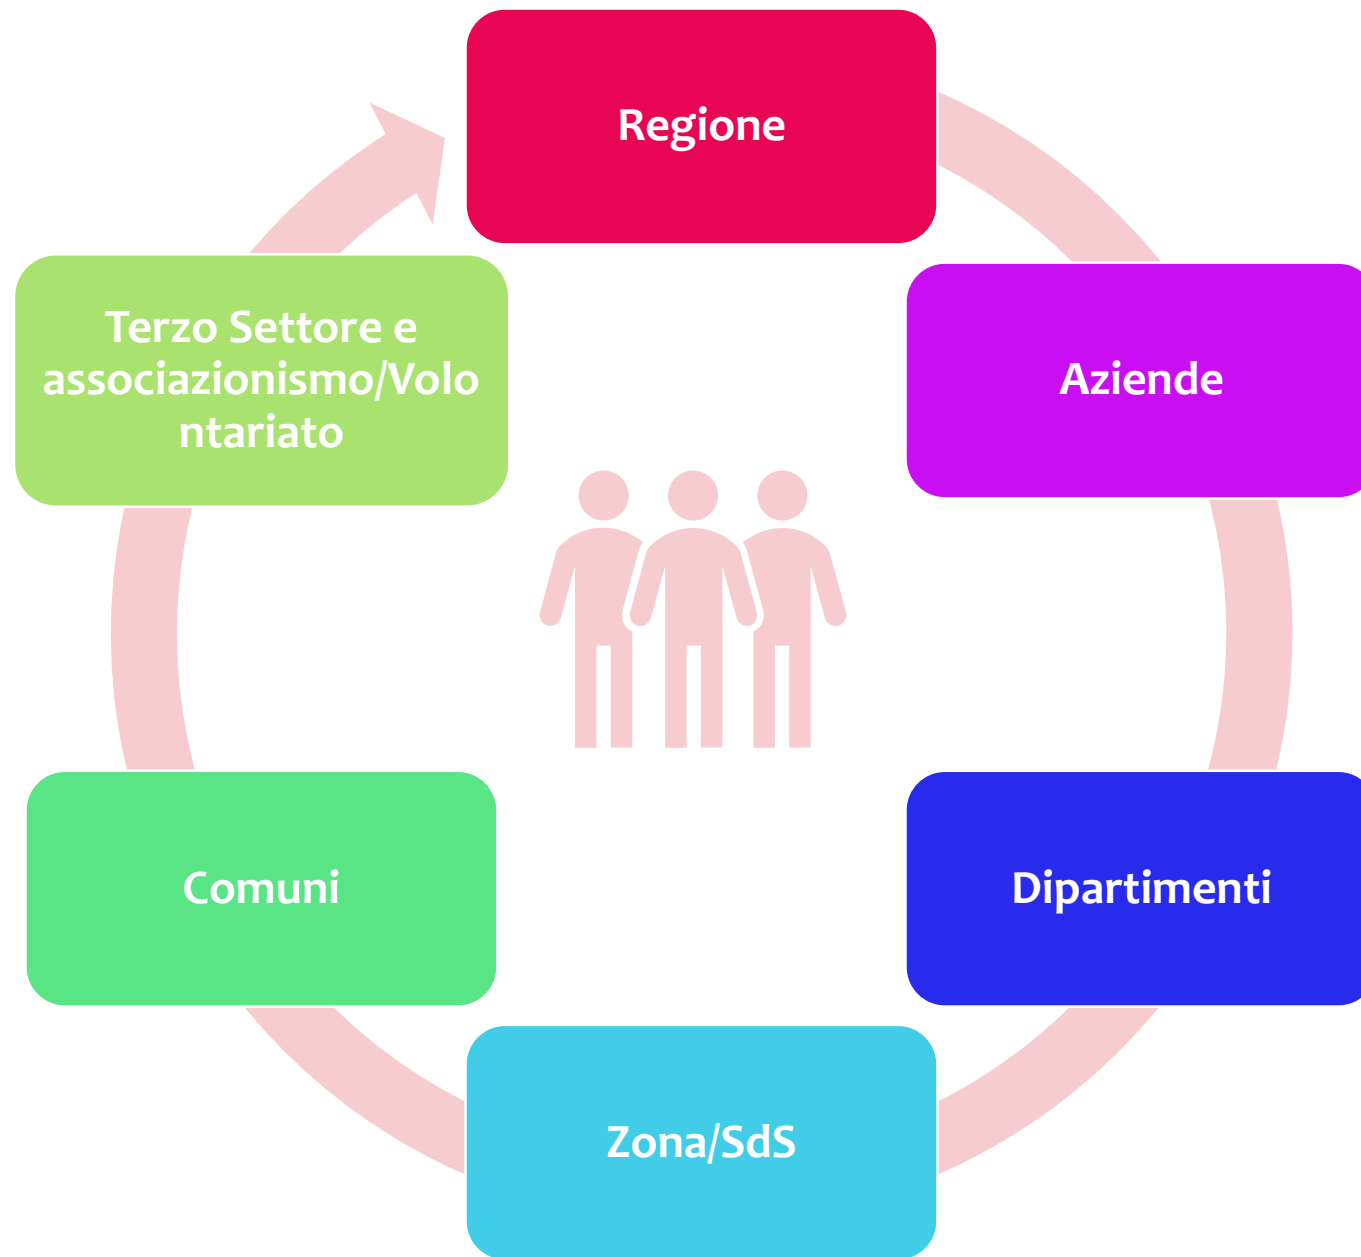 Regione
Aziende
Dipartimenti
Zona/SdS
Comuni
Terzo Settore e
associazionismo/Volo
ntariato